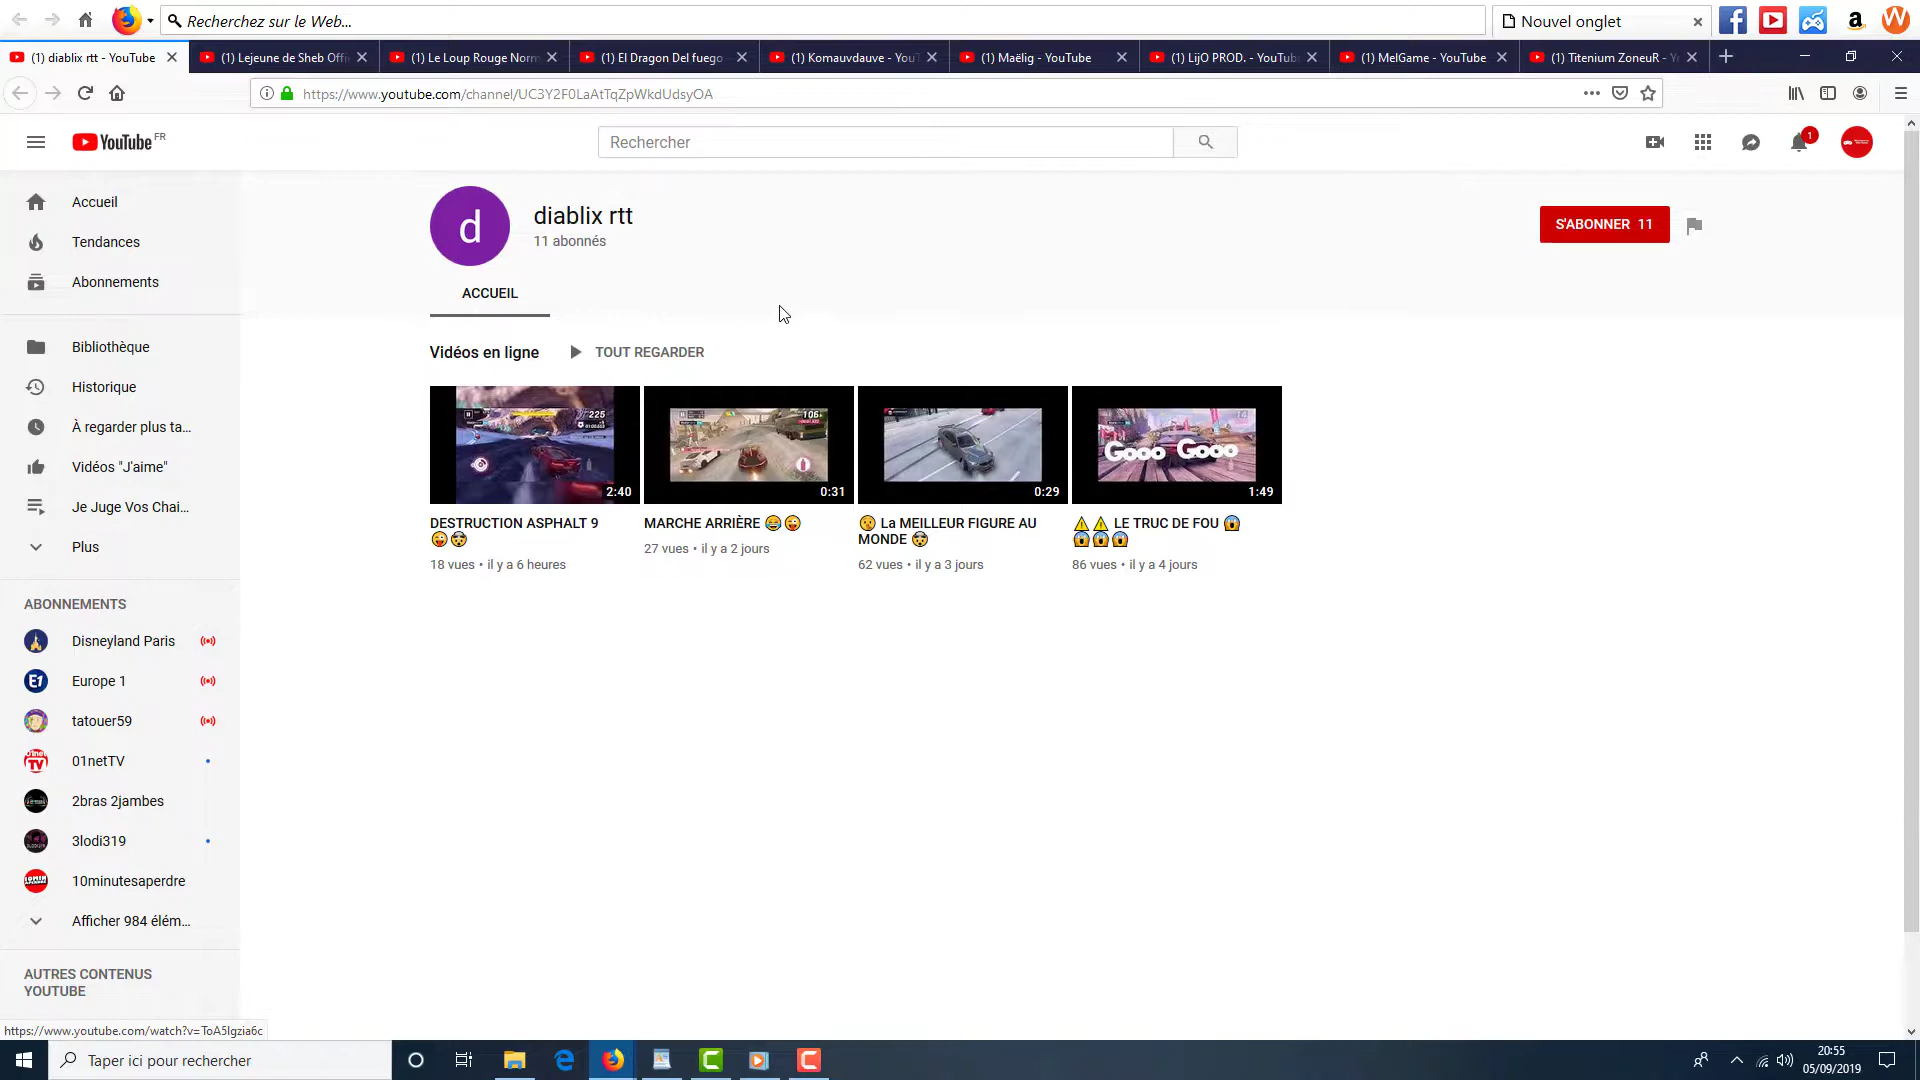 Recherchez sur le Web...
Nouvel onglet
(1) diablix rtt - YouTube
(1) Lejeune de Sheb Offi
(1) Le Loup Rouge Norm
(1) El Dragon Del fuego
(1) Komauvdauve - YouT
(1) Maëlig - YouTube
(1) LijO PROD. - YouTub
(1) MelGame - YouTube
(1) Titenium ZoneuR - Y
https://www.youtube.com/channel/UC3Y2F0LaAtTqZpWkdUdsyOA
YouTube FR
Rechercher
1
Accueil
Tendances
Abonnements
Bibliothèque
Historique
À regarder plus ta...
Vidéos "J'aime"
Je Juge Vos Chai...
Plus
ABONNEMENTS
Disneyland Paris
Europe 1
tatouer59
01netTV
2bras 2jambes
3lodi319
10minutesaperdre
Afficher 984 élém...
AUTRES CONTENUS
YOUTUBE
d
diablix rtt
11 abonnés
S'ABONNER 11
ACCUEIL
Vidéos en ligne
TOUT REGARDER
225
2:40
106
0:31
0:29
Gooo Gooo
1:49
DESTRUCTION ASPHALT 9
😜🤯
18 vues • il y a 6 heures
MARCHE ARRIÈRE 😂😜
27 vues • il y a 2 jours
🤫 La MEILLEUR FIGURE AU
MONDE 🤯
62 vues • il y a 3 jours
⚠️⚠️ LE TRUC DE FOU 😱
😱😱😱
86 vues • il y a 4 jours
https://www.youtube.com/watch?v=ToA5Igzia6c
Taper ici pour rechercher
20:55
05/09/2019